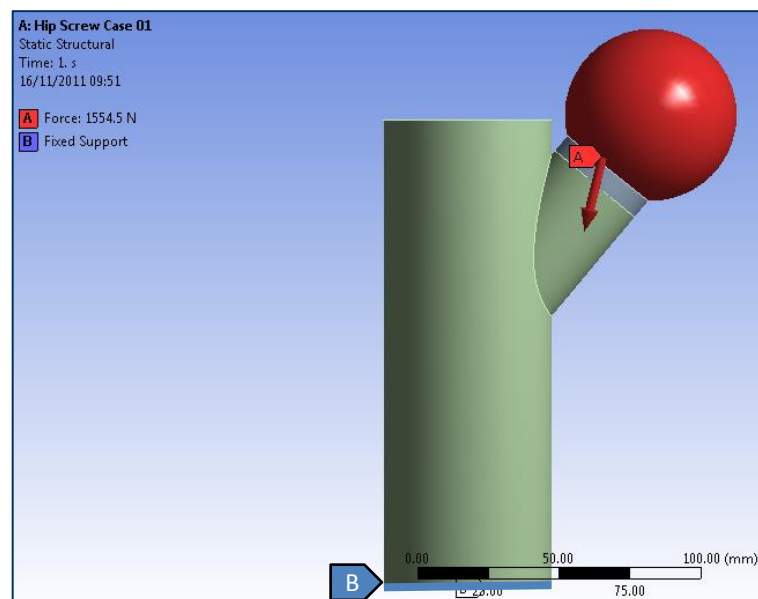 A: Hip Screw Case 01
Static Structural
Time: 1. s
16/11/2011 09:51
A Force: 1554.5 N
B Fixed Support
A
0.00 50.00 100.00 (mm)
B
75.00